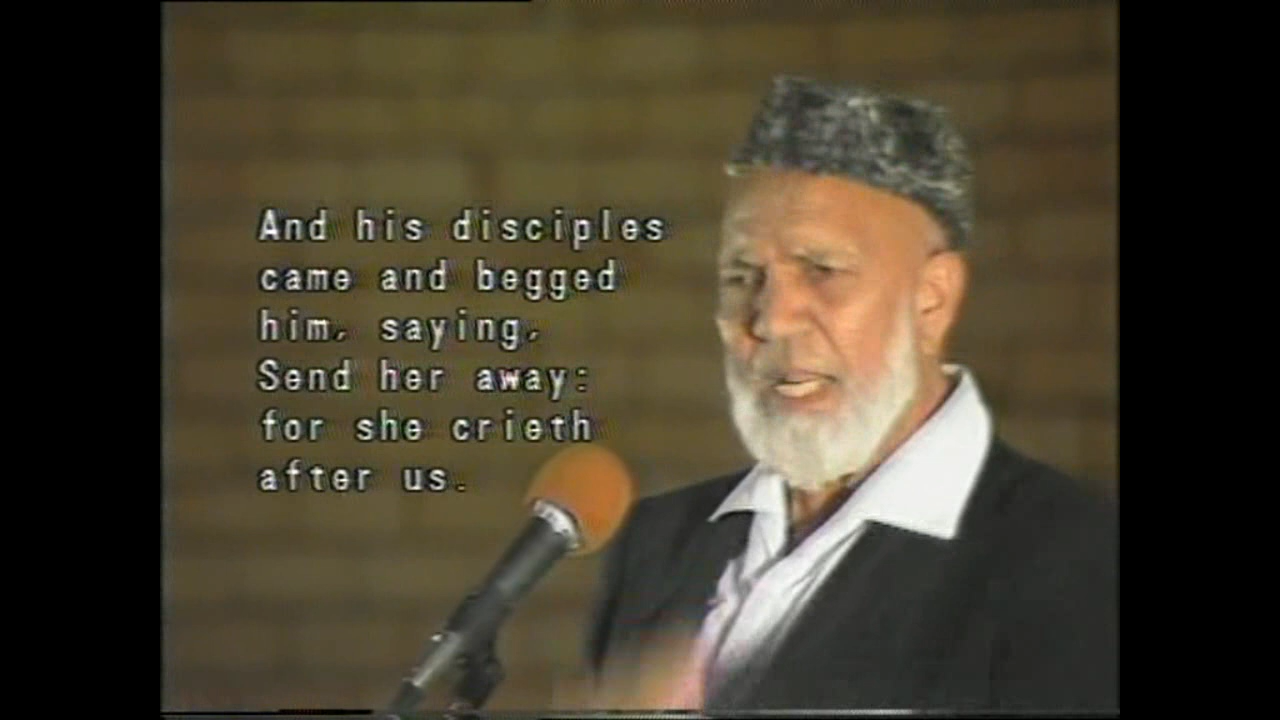 And his disciples
came and begged
him, saying,
Send her away:
for she crieth
after us.